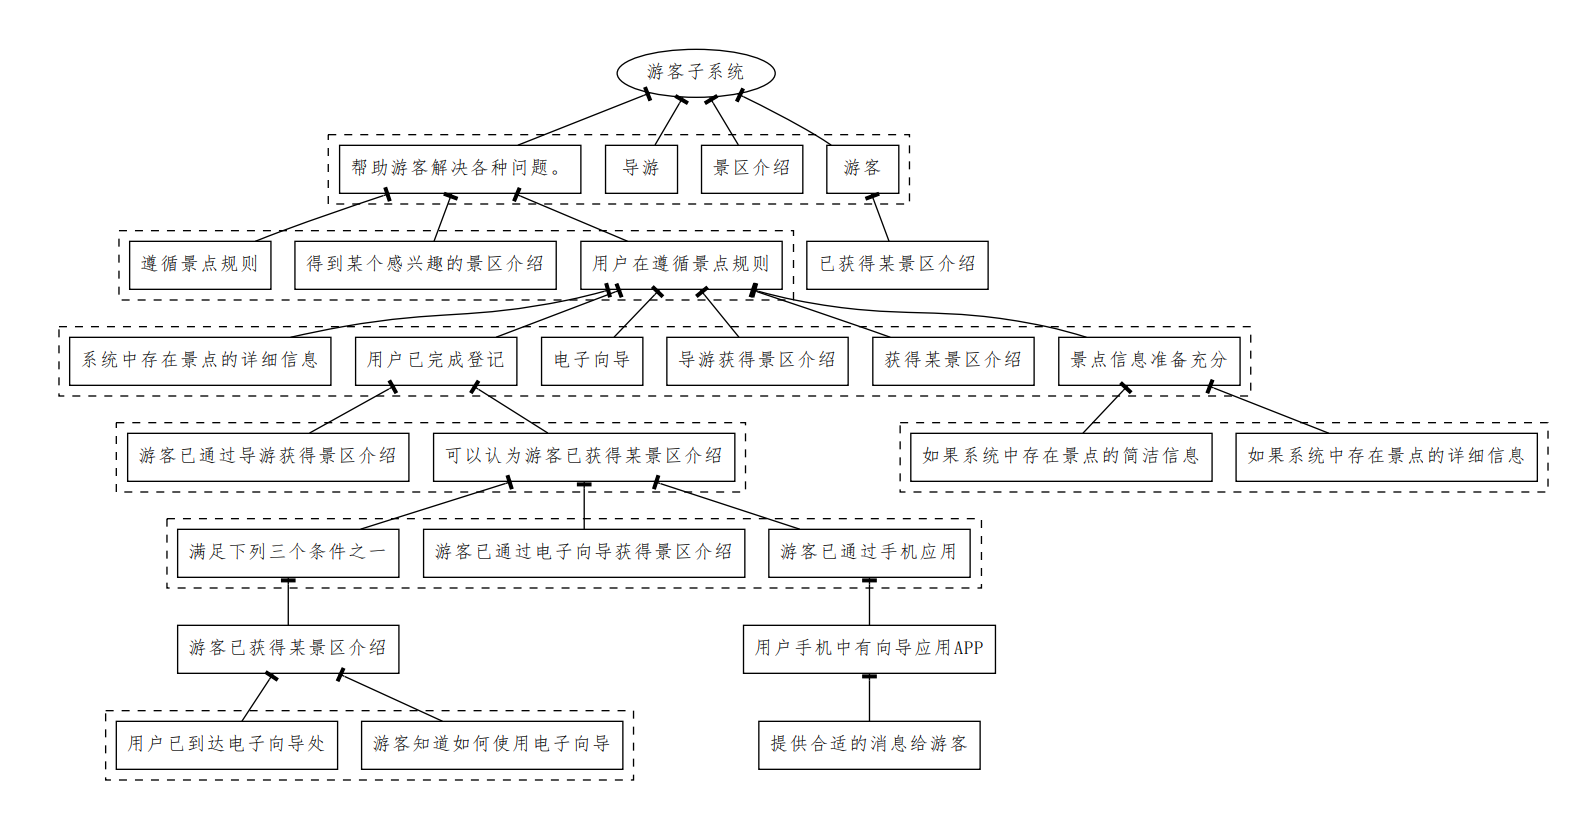 游客子系统
帮助游客解决各种问题。
导游
景区介绍
游客
遵循景点规则
得到某个感兴趣的景区介绍
用户在遵循景点规则
已获得某景区介绍
系统中存在景点的详细信息
用户已完成登记
电子向导
导游获得景区介绍
获得某景区介绍
景点信息准备充分
游客已通过导游获得景区介绍
可以认为游客已获得某景区介绍
如果系统中存在景点的简洁信息
如果系统中存在景点的详细信息
满足下列三个条件之一
游客已通过电子向导获得景区介绍
游客已通过手机应用
游客已获得某景区介绍
用户手机中有向导应用APP
用户已到达电子向导处
游客知道如何使用电子向导
提供合适的消息给游客